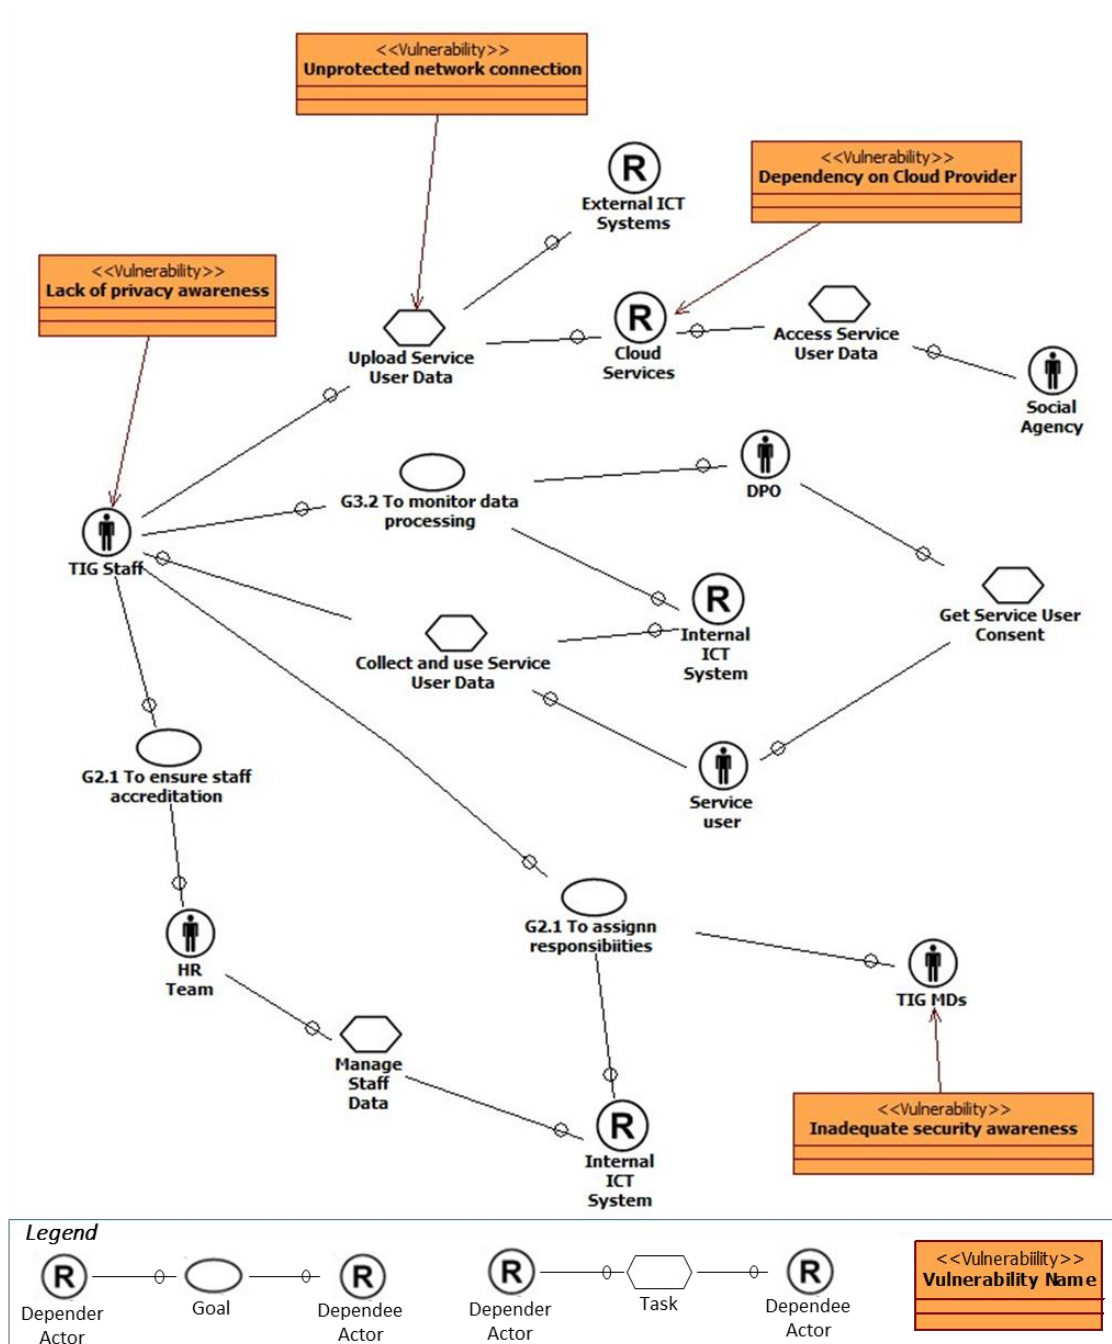 <<Vulnerability>>
Unprotected network connection
R
External ICT
Systems
<<Vulnerability>>
Dependency on Cloud Provider
<<Vulnerability>>
Lack of privacy awareness
Upload Service
User Data
R
Cloud
Services
Access Service
User Data
Social
Agency
G3.2 To monitor data
processing
DPO
TIG Staff
Collect and use Service
User Data
R
Internal
ICT
System
Get Service User
Consent
G2.1 To ensure staff
accreditation
Service
user
HR
Team
G2.1 To assignn
responsibiities
TIG MDs
Manage
Staff
Data
R
Internal
ICT
System
<<Vulnerability>>
Inadequate security awareness
Legend
R
Depender
Actor
Goal
R
Dependee
Actor
R
Depender
Actor
Task
R
Dependee
Actor
<<Vulnerabiility>>
Vulnerability Name